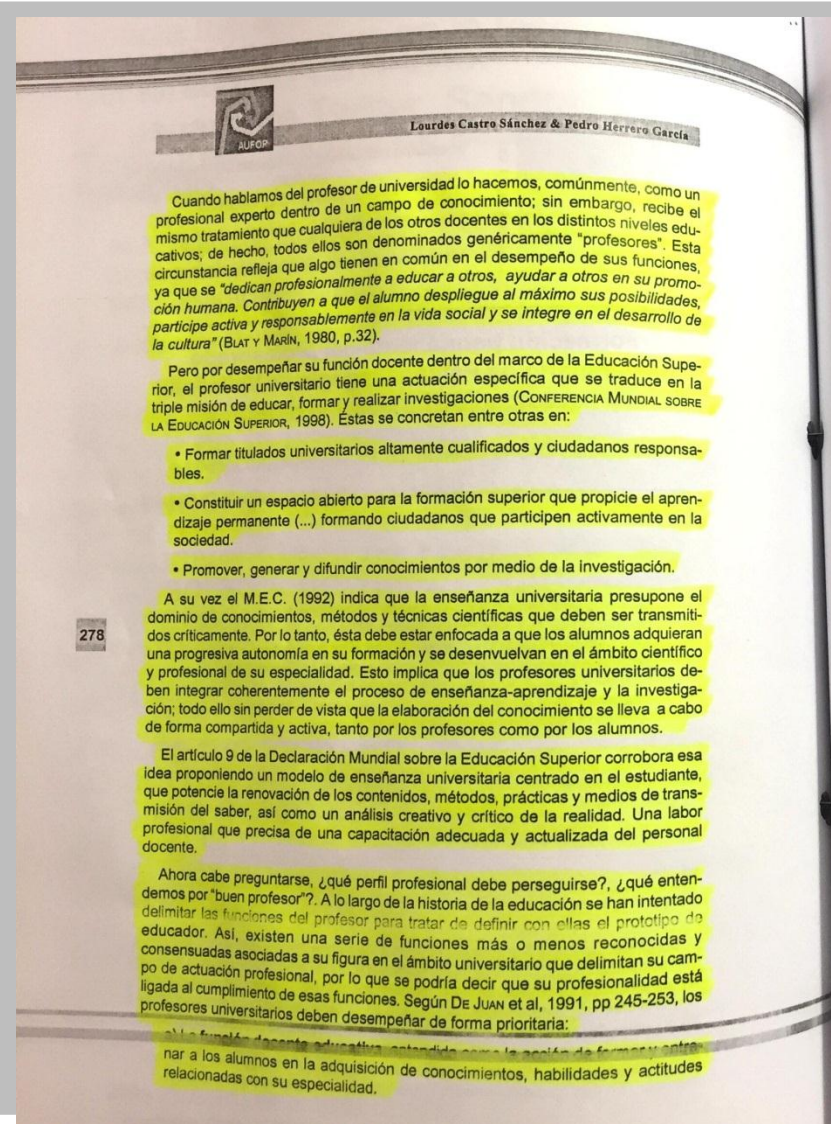 AUFOP
Lourdes Castro Sánchez & Pedro Herrero García
Cuando hablamos del profesor de universidad lo hacemos, comúnmente, como un
profesional experto dentro de un campo de conocimiento; sin embargo, recibe el
mismo tratamiento que cualquiera de los otros docentes en los distintos niveles edu-
cativos; de hecho, todos ellos son denominados genéricamente "profesores". Esta
circunstancia refleja que algo tienen en común en el desempeño de sus funciones,
ya que se "dedican profesionalmente a educar a otros, ayudar a otros en su promo-
ción humana. Contribuyen a que el alumno despliegue al máximo sus posibilidades,
participe activa y responsablemente en la vida social y se integre en el desarrollo de
la cultura" (BLAT Y MARÍN, 1980, p.32).
Pero por desempeñar su función docente dentro del marco de la Educación Supe-
rior, el profesor universitario tiene una actuación específica que se traduce en la
triple misión de educar, formar y realizar investigaciones (CONFERENCIA MUNDIAL SOBRE
LA EDUCACIÓN SUPERIOR, 1998). Éstas se concretan entre otras en:
• Formar titulados universitarios altamente cualificados y ciudadanos responsa-
bles.
• Constituir un espacio abierto para la formación superior que propicie el apren-
dizaje permanente (...) formando ciudadanos que participen activamente en la
sociedad.
• Promover, generar y difundir conocimientos por medio de la investigación.
A su vez el M.E.C. (1992) indica que la enseñanza universitaria presupone el
dominio de conocimientos, métodos y técnicas científicas que deben ser transmiti-
278
dos críticamente. Por lo tanto, ésta debe estar enfocada a que los alumnos adquieran
una progresiva autonomía en su formación y se desenvuelvan en el ámbito científico
y profesional de su especialidad. Esto implica que los profesores universitarios de-
ben integrar coherentemente el proceso de enseñanza-aprendizaje y la investiga-
ción; todo ello sin perder de vista que la elaboración del conocimiento se lleva a cabo
de forma compartida y activa, tanto por los profesores como por los alumnos.
El artículo 9 de la Declaración Mundial sobre la Educación Superior corrobora esa
idea proponiendo un modelo de enseñanza universitaria centrado en el estudiante,
que potencie la renovación de los contenidos, métodos, prácticas y medios de trans-
misión del saber, así como un análisis creativo y crítico de la realidad. Una labor
profesional que precisa de una capacitación adecuada y actualizada del personal
docente.
Ahora cabe preguntarse, ¿qué perfil profesional debe perseguirse?, ¿qué enten-
demos por "buen profesor"?. A lo largo de la historia de la educación se han intentado
delimitar las funciones del profesor para tratar de definir con ellas el prototipo de
educador. Así, existen una serie de funciones más o menos reconocidas y
consensuadas asociadas a su figura en el ámbito universitario que delimitan su cam-
po de actuación profesional, por lo que se podría decir que su profesionalidad está
ligada al cumplimiento de esas funciones. Según DE JUAN et al, 1991, pp 245-253, los
profesores universitarios deben desempeñar de forma prioritaria:
a) La función docente educativa, entendida como la acción de formar y entre-
nar a los alumnos en la adquisición de conocimientos, habilidades y actitudes
relacionadas con su especialidad.